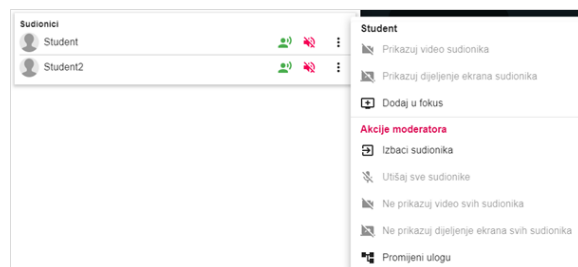 Sudionici
Student
Student2
Student
Prikazuj video sudionika
Prikazuj dijeljenje ekrana sudionika
Dodaj u fokus
Akcije moderatora
Izbaci sudionika
Utišaj sve sudionike
Ne prikazuj video svih sudionika
Ne prikazuj dijeljenje ekrana svih sudionika
Promijeni ulogu